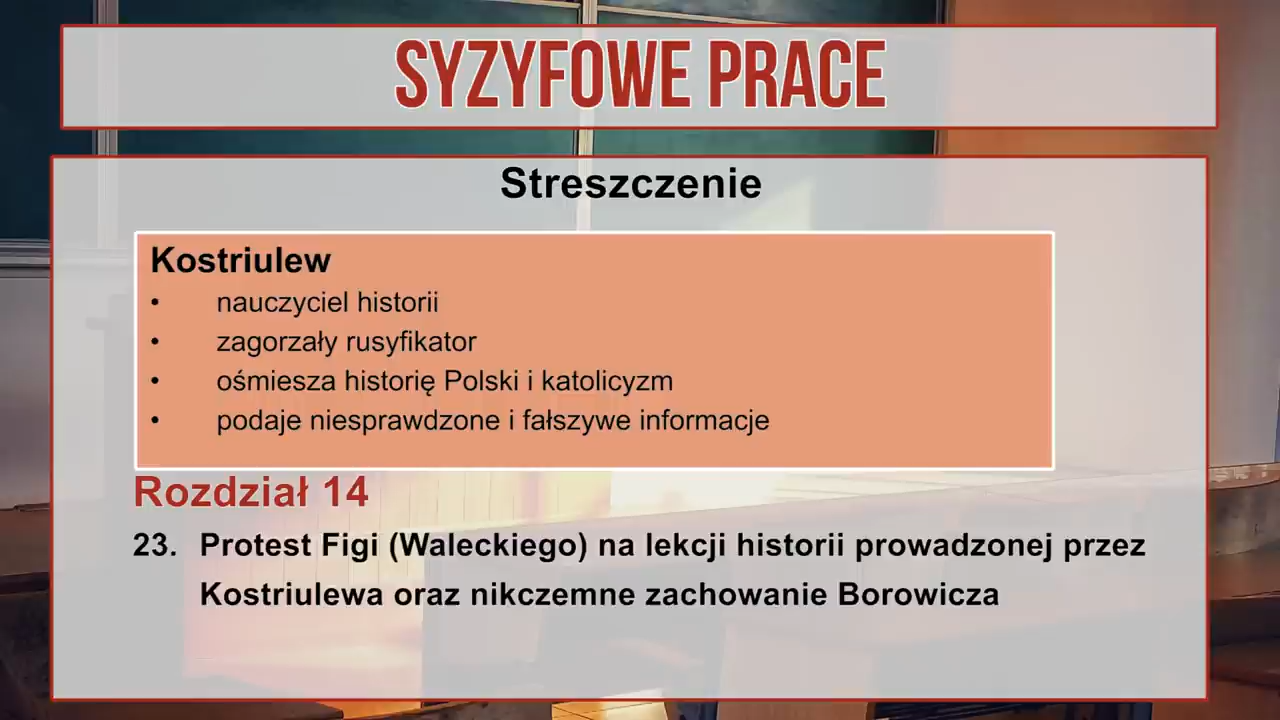 SYZYFOWE PRACE
Streszczenie
Kostriulew
• nauczyciel historii
• zagorzały rusyfikator
• ośmiesza historię Polski i katolicyzm
• podaje niesprawdzone i fałszywe informacje
Rozdział 14
23. Protest Figi (Waleckiego) na lekcji historii prowadzonej przez
Kostriulewa oraz nikczemne zachowanie Borowicza